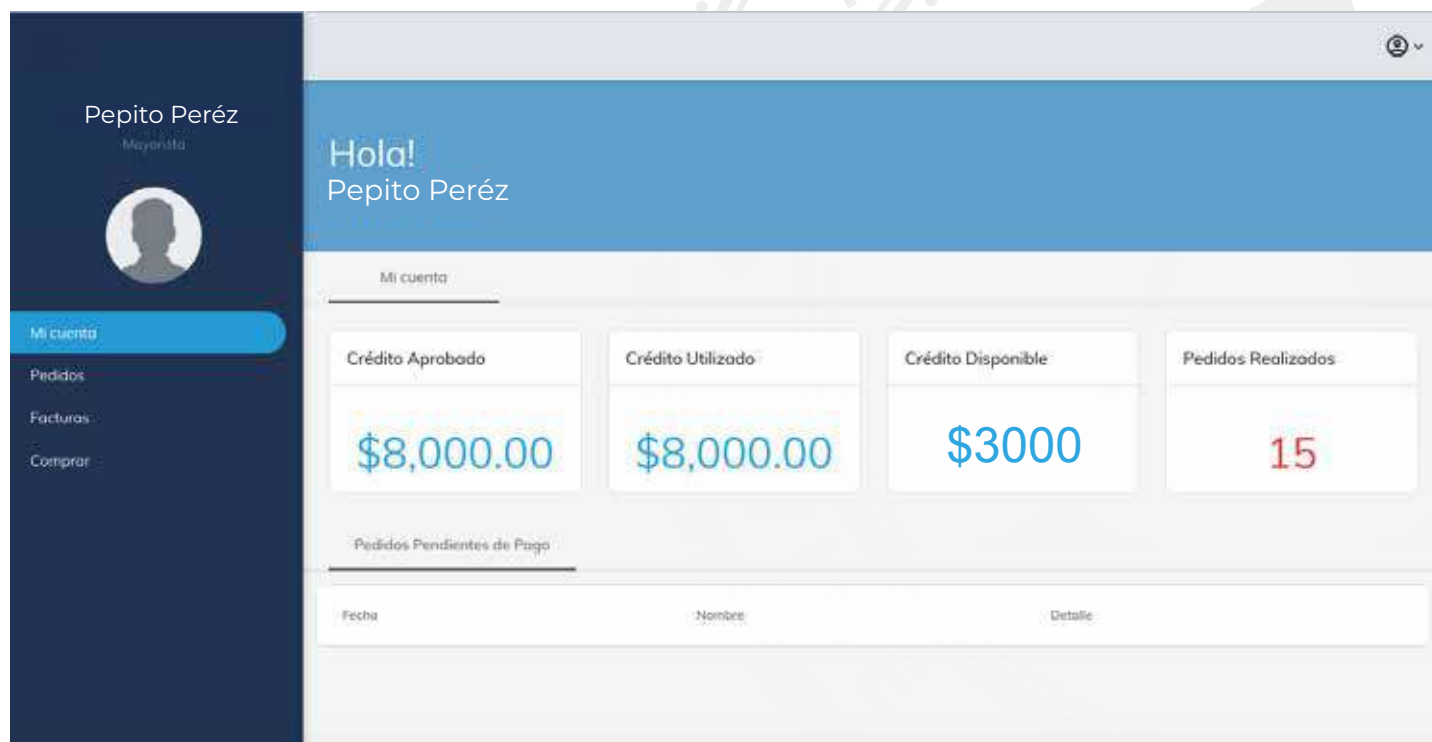 Pepito Peréz
Mayorista
Hola!
Pepito Peréz
Mi cuenta
Mi cuenta
Pedidos
Facturas
Comprar
Crédito Aprobado
$8,000.00
Crédito Utilizado
$8,000.00
Crédito Disponible
$3000
Pedidos Realizados
15
Pedidos Pendientes de Pago
Fecha Nombre Detalle